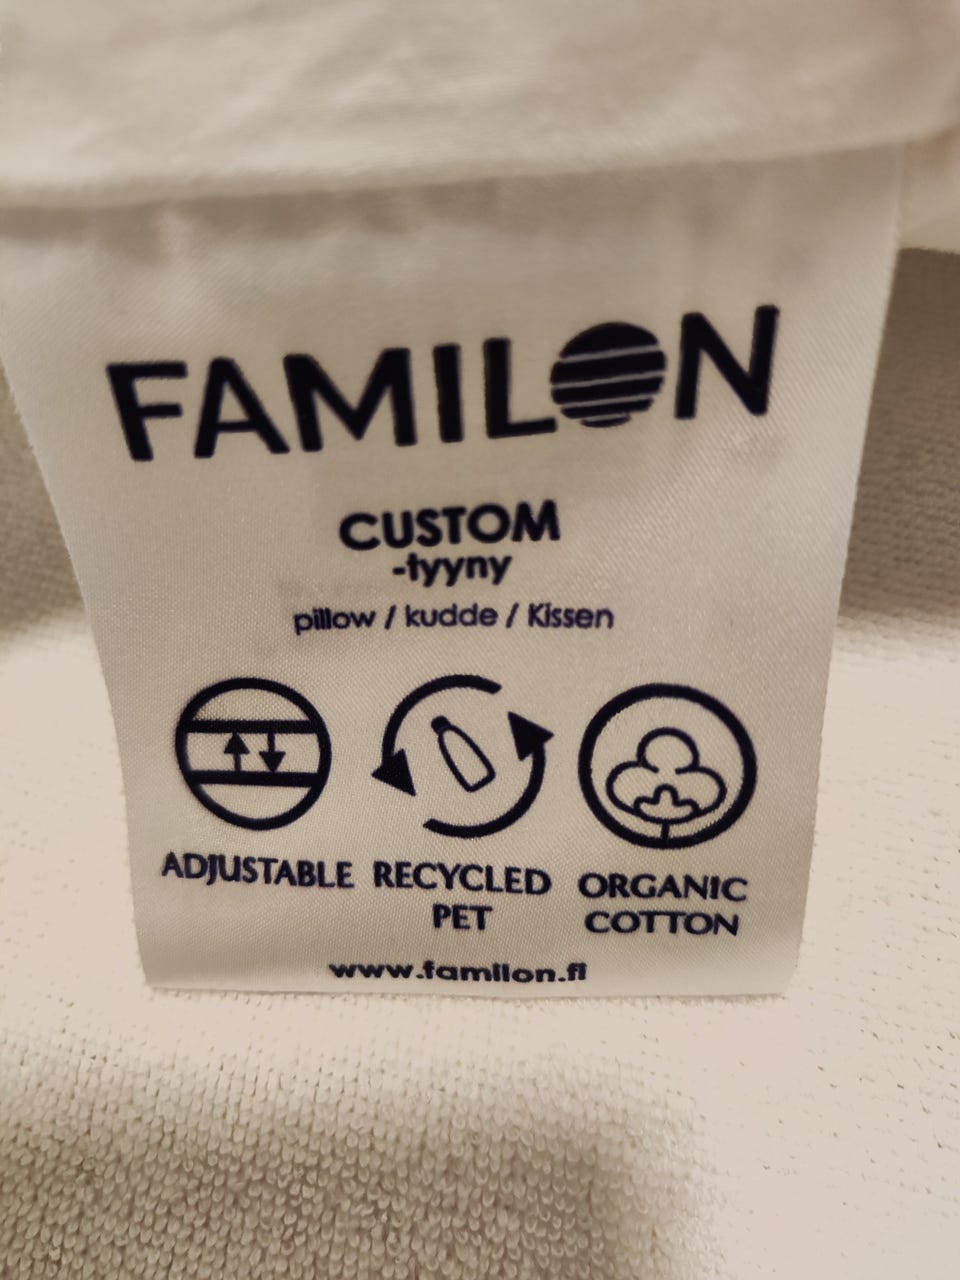 FAMILON
CUSTOM
-tyyny
pillow / kudde / Kissen
ADJUSTABLE RECYCLED ORGANIC
PET COTTON
www.familon.fi